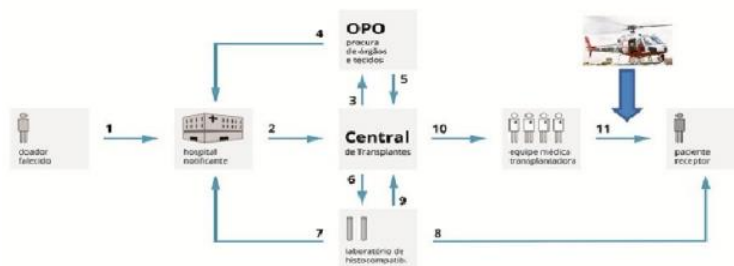 4
OPO
procura
de órgãos
e tecidos
3
5
1
doador
falecido
hospital
notificante
2
Central
de Transplantes
10
equipe médica
transplantadora
11
paciente
receptor
6
9
7
laboratório de
histocompatib.
8